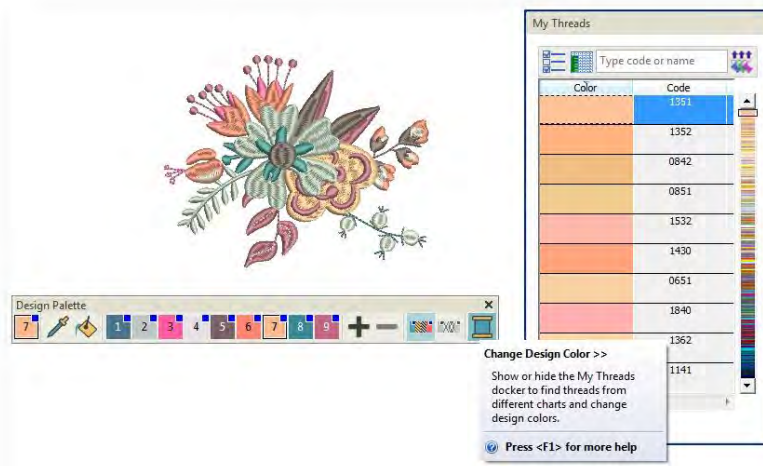 My Threads
Type code or name
Color Code
1351
1352
0842
0851
1532
1430
0651
1840
1362
1141
Design Palette
7 1 2 3 4 5 6 7 8 9
Change Design Color >>
Show or hide the My Threads
docker to find threads from
different charts and change
design colors.
Press <F1> for more help